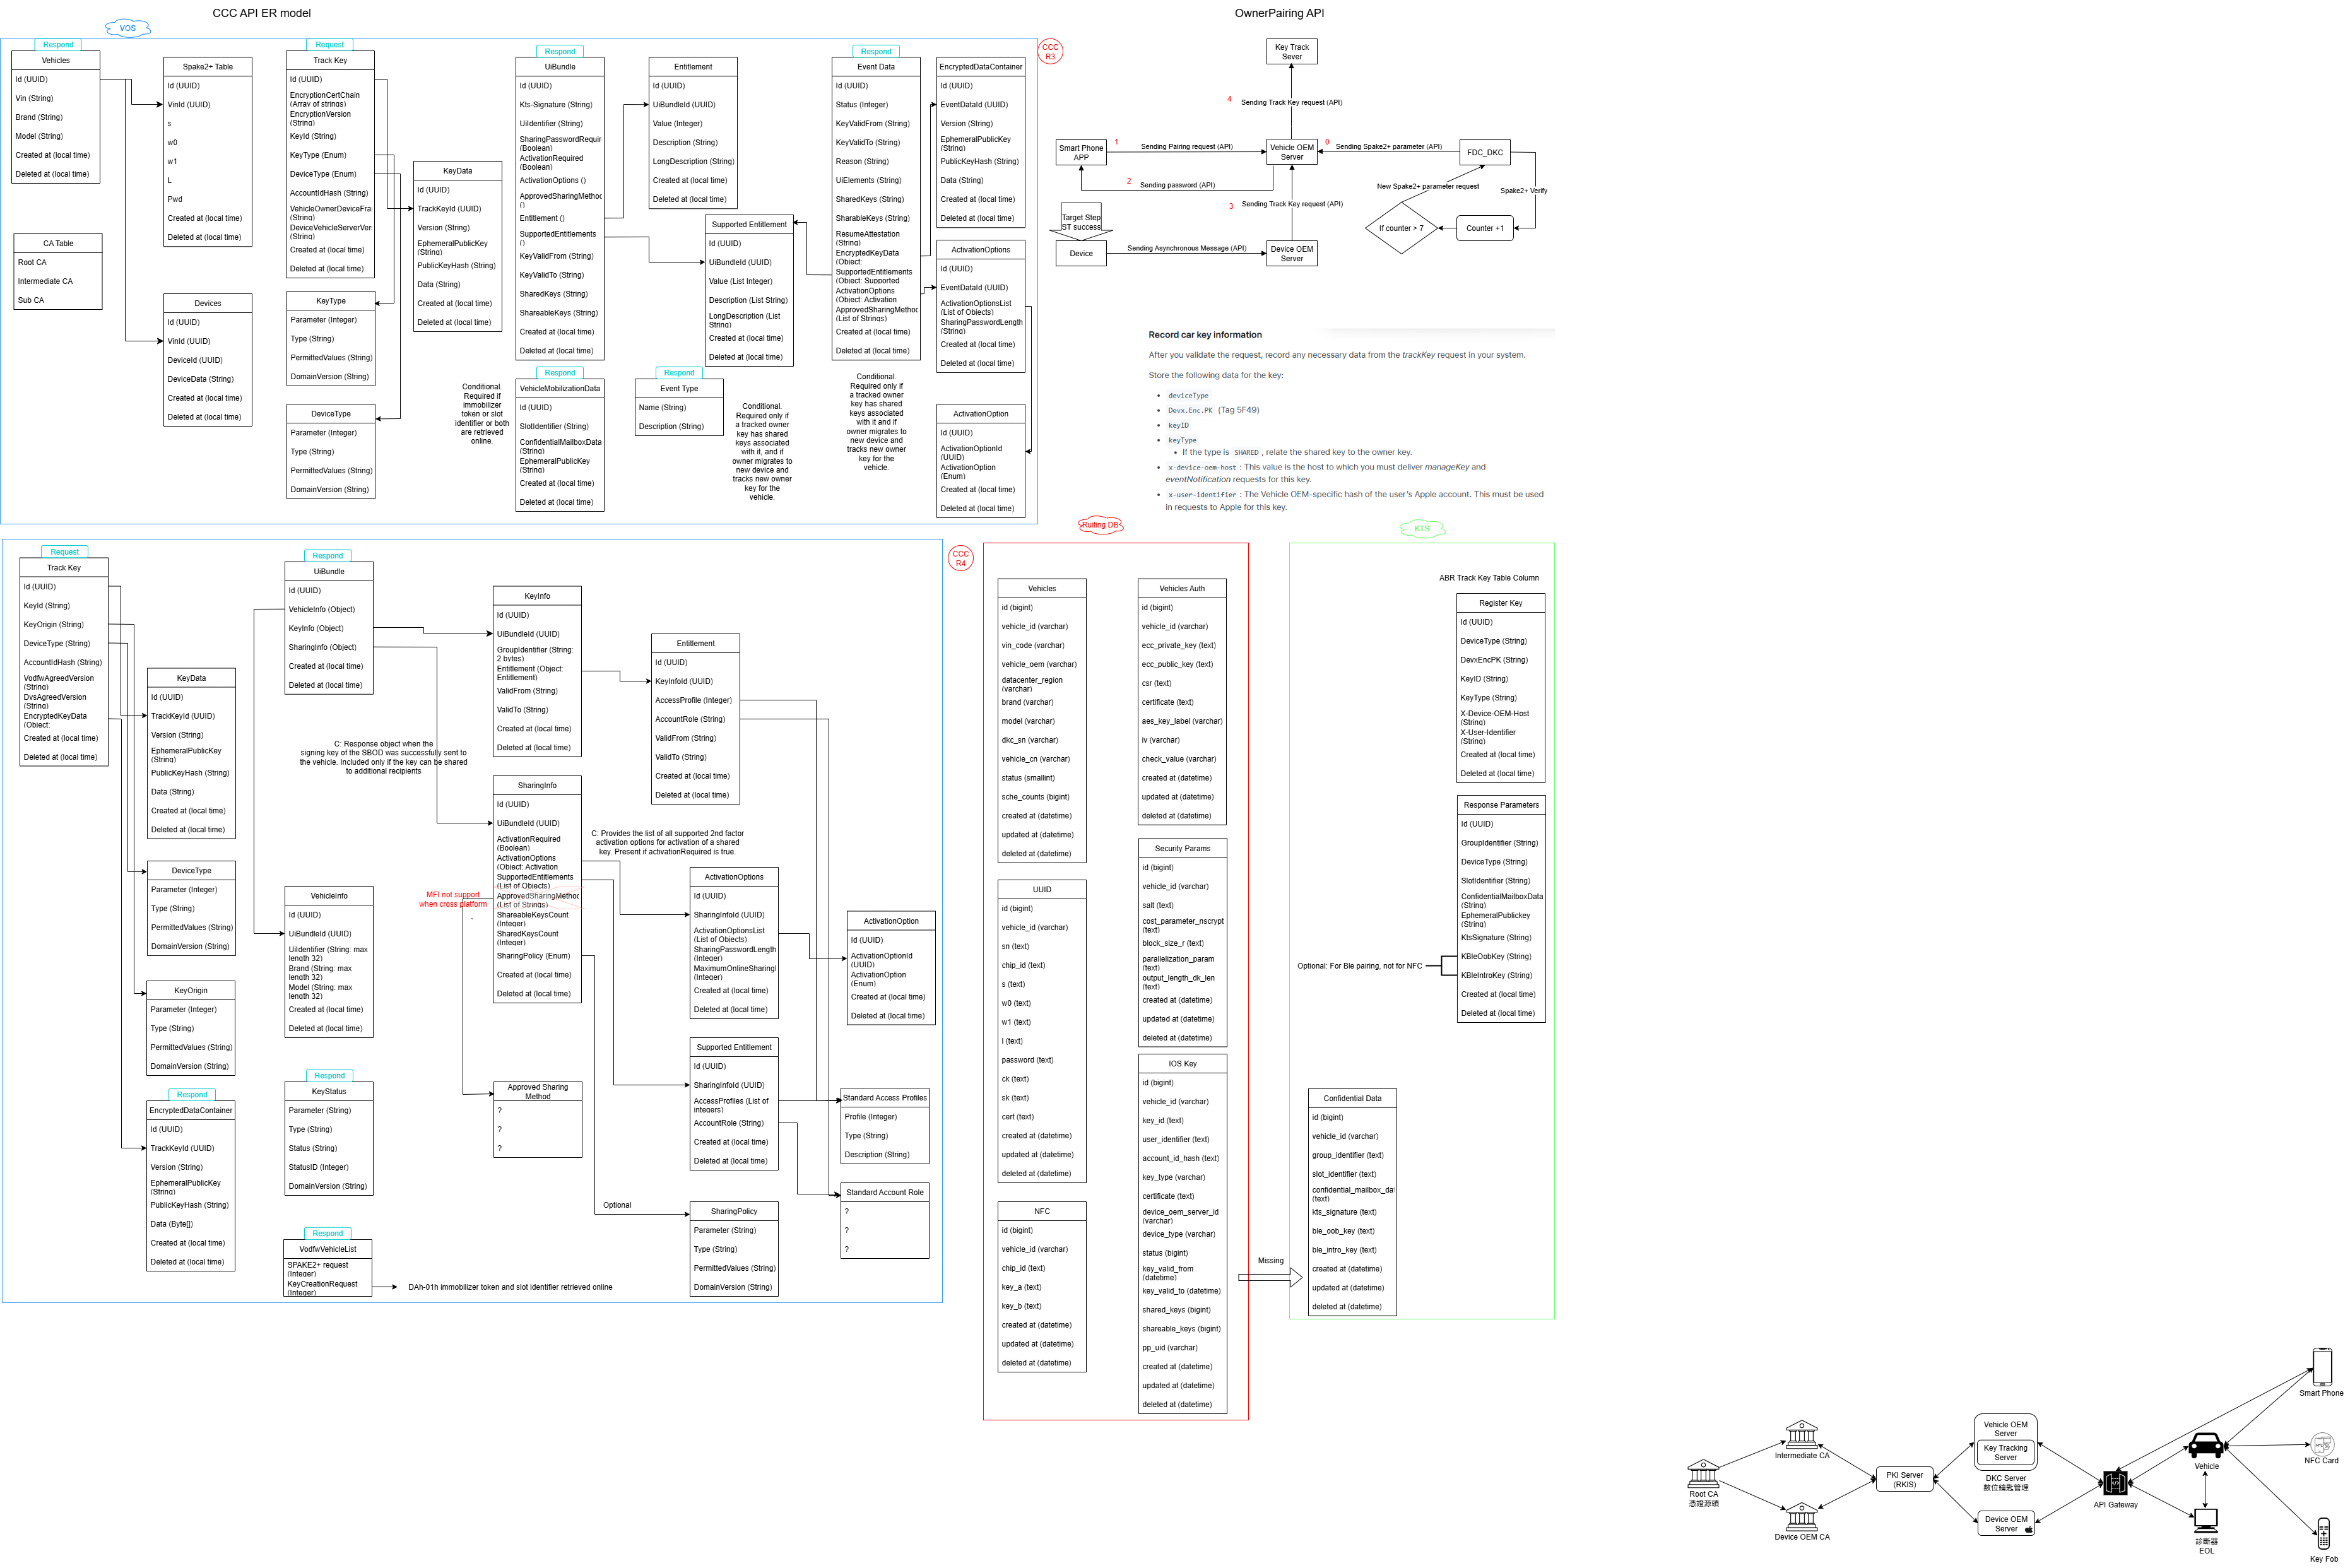 CCC API ER model
OwnerPairing API
VOS
Respond
Vehicles
Id (UUID)
Vin (String)
Brand (String)
Model (String)
Created at (local time)
Deleted at (local time)
CA Table
Root CA
Intermediate CA
Sub CA
Spake2+ Table
Id (UUID)
VinId (UUID)
s
w0
w1
L
Pwd
Created at (local time)
Deleted at (local time)
Devices
Id (UUID)
VinId (UUID)
DeviceId (UUID)
DeviceData (String)
Created at (local time)
Deleted at (local time)
Request
Track Key
Id (UUID)
EncryptionCertChain
(Array of strings)
EncryptionVersion
(String)
KeyId (String)
KeyType (Enum)
DeviceType (Enum)
AccountIdHash (String)
VehicleOwnerDeviceFra
(String)
DeviceVehicleServerVer
(String)
Created at (local time)
Deleted at (local time)
KeyType
Parameter (Integer)
Type (String)
PermittedValues (String)
DomainVersion (String)
DeviceType
Parameter (Integer)
Type (String)
PermittedValues (String)
DomainVersion (String)
KeyData
Id (UUID)
TrackKeyId (UUID)
Version (String)
EphemeralPublicKey
(String)
PublicKeyHash (String)
Data (String)
Created at (local time)
Deleted at (local time)
Conditional.
Required if
immobilizer
token or slot
identifier or both
are retrieved
online.
Respond
UiBundle
Id (UUID)
Kts-Signature (String)
UiIdentifier (String)
SharingPasswordRequir
(Boolean)
ActivationRequired
(Boolean)
ActivationOptions ()
ApprovedSharingMethod
()
Entitlement ()
SupportedEntitlements
()
KeyValidFrom (String)
KeyValidTo (String)
SharedKeys (String)
ShareableKeys (String)
Created at (local time)
Deleted at (local time)
Respond
VehicleMobilizationData
Id (UUID)
SlotIdentifier (String)
ConfidentialMailboxData
(String)
EphemeralPublicKey
(String)
Created at (local time)
Deleted at (local time)
Entitlement
Id (UUID)
UiBundleId (UUID)
Value (Integer)
Description (String)
LongDescription (String)
Created at (local time)
Deleted at (local time)
Supported Entitlement
Id (UUID)
UiBundleId (UUID)
Value (List Integer)
Description (List String)
LongDescription (List
String)
Created at (local time)
Deleted at (local time)
Respond
Event Type
Name (String)
Description (String)
Conditional.
Required only if
a tracked owner
key has shared
keys associated
with it, and if
owner migrates to
new device and
tracks new owner
key for the
vehicle.
Respond
Event Data
Id (UUID)
Status (Integer)
KeyValidFrom (String)
KeyValidTo (String)
Reason (String)
UiElements (String)
SharedKeys (String)
SharableKeys (String)
ResumeAttestation
(String)
EncryptedKeyData
(Object:
SupportedEntitlements
(Object: Supported
ActivationOptions
(Object: Activation
ApprovedSharingMethod
(List of Strings)
Created at (local time)
Deleted at (local time)
Conditional.
Required only if
a tracked owner
key has shared
keys associated
with it and if
owner migrates to
new device and
tracks new owner
key for the
vehicle.
EncryptedDataContainer
Id (UUID)
EventDataId (UUID)
Version (String)
EphemeralPublicKey
(String)
PublicKeyHash (String)
Data (String)
Created at (local time)
Deleted at (local time)
ActivationOptions
Id (UUID)
EventDataId (UUID)
ActivationOptionsList
(List of Objects)
SharingPasswordLength
(String)
Created at (local time)
Deleted at (local time)
ActivationOption
Id (UUID)
ActivationOptionId
(UUID)
ActivationOption
(Enum)
Created at (local time)
Deleted at (local time)
CCC
R3
Key Track
Sever
4
Sending Track Key request (API)
Smart Phone
APP
1
Sending Pairing request (API)
Vehicle OEM
Server
0
Sending Spake2+ parameter (API)
FDC_DKC
2
Sending password (API)
New Spake2+ parameter request
Spake2+ Verify
3
Sending Track Key request (API)
Target Step
ST success
If counter > 7
Counter +1
Device
Sending Asynchronous Message (API)
Device OEM
Server
Record car key information
After you validate the request, record any necessary data from the trackKey request in your system.
Store the following data for the key:
• deviceType
• Devx.Enc.PK (Tag 5F49)
• keyID
• keyType
• If the type is SHARED , relate the shared key to the owner key.
• x-device-oem-host : This value is the host to which you must deliver manageKey and
eventNotification requests for this key.
• x-user-identifier : The Vehicle OEM-specific hash of the user's Apple account. This must be used
in requests to Apple for this key.
Request
Track Key
Id (UUID)
KeyId (String)
KeyOrigin (String)
DeviceType (String)
AccountIdHash (String)
VodfwAgreedVersion
(String)
DvsAgreedVersion
(String)
EncryptedKeyData
(Object:
Created at (local time)
Deleted at (local time)
KeyData
Id (UUID)
TrackKeyId (UUID)
Version (String)
EphemeralPublicKey
(String)
PublicKeyHash (String)
Data (String)
Created at (local time)
Deleted at (local time)
DeviceType
Parameter (Integer)
Type (String)
PermittedValues (String)
DomainVersion (String)
KeyOrigin
Parameter (Integer)
Type (String)
PermittedValues (String)
DomainVersion (String)
Respond
EncryptedDataContainer
Id (UUID)
TrackKeyId (UUID)
Version (String)
EphemeralPublicKey
(String)
PublicKeyHash (String)
Data (Byte[])
Created at (local time)
Deleted at (local time)
Respond
UiBundle
Id (UUID)
VehicleInfo (Object)
KeyInfo (Object)
SharingInfo (Object)
Created at (local time)
Deleted at (local time)
C: Response object when the
signing key of the SBOD was successfully sent to
the vehicle. Included only if the key can be shared
to additional recipients
VehicleInfo
Id (UUID)
UiBundleId (UUID)
UiIdentifier (String: max
length 32)
Brand (String: max
length 32)
Model (String: max
length 32)
Created at (local time)
Deleted at (local time)
Respond
KeyStatus
Parameter (String)
Type (String)
Status (String)
StatusID (Integer)
DomainVersion (String)
Respond
VodfwVehicleList
SPAKE2+ request
(Integer)
KeyCreationRequest
(Integer)
DAh-01h immobilizer token and slot identifier retrieved online
KeyInfo
Id (UUID)
UiBundleId (UUID)
GroupIdentifier (String:
2 bytes)
Entitlement (Object:
Entitlement)
ValidFrom (String)
ValidTo (String)
Created at (local time)
Deleted at (local time)
SharingInfo
Id (UUID)
UiBundleId (UUID)
ActivationRequired
(Boolean)
ActivationOptions
(Object: Activation
SupportedEntitlements
(List of Objects)
ApprovedSharingMethod
(List of Strings)
ShareableKeysCount
(Integer)
SharedKeysCount
(Integer)
SharingPolicy (Enum)
Created at (local time)
Deleted at (local time)
MFI not support
when cross platform
Approved Sharing
Method
?
?
?
Optional
Entitlement
Id (UUID)
KeyInfoId (UUID)
AccessProfile (Integer)
AccountRole (String)
ValidFrom (String)
ValidTo (String)
Created at (local time)
Deleted at (local time)
C: Provides the list of all supported 2nd factor
activation options for activation of a shared
key. Present if activationRequired is true.
ActivationOptions
Id (UUID)
SharingInfoId (UUID)
ActivationOptionsList
(List of Objects)
SharingPasswordLength
(Integer)
MaximumOnlineSharingI
(Integer)
Created at (local time)
Deleted at (local time)
ActivationOption
Id (UUID)
ActivationOptionId
(UUID)
ActivationOption
(Enum)
Created at (local time)
Deleted at (local time)
Supported Entitlement
Id (UUID)
SharingInfoId (UUID)
AccessProfiles (List of
integers)
AccountRole (String)
Created at (local time)
Deleted at (local time)
Standard Access Profiles
Profile (Integer)
Type (String)
Description (String)
Standard Account Role
?
?
?
SharingPolicy
Parameter (String)
Type (String)
PermittedValues (String)
DomainVersion (String)
CCC
R4
Ruiting DB
Vehicles
id (bigint)
vehicle_id (varchar)
vin_code (varchar)
vehicle_oem (varchar)
datacenter_region
(varchar)
brand (varchar)
model (varchar)
dkc_sn (varchar)
vehicle_cn (varchar)
status (smallint)
sche_counts (bigint)
created at (datetime)
updated at (datetime)
deleted at (datetime)
UUID
id (bigint)
vehicle_id (varchar)
sn (text)
chip_id (text)
s (text)
w0 (text)
w1 (text)
l (text)
password (text)
ck (text)
sk (text)
cert (text)
created at (datetime)
updated at (datetime)
deleted at (datetime)
NFC
id (bigint)
vehicle_id (varchar)
chip_id (text)
key_a (text)
key_b (text)
created at (datetime)
updated at (datetime)
deleted at (datetime)
Vehicles Auth
id (bigint)
vehicle_id (varchar)
ecc_private_key (text)
ecc_public_key (text)
csr (text)
certificate (text)
aes_key_label (varchar)
iv (varchar)
check_value (varchar)
created at (datetime)
updated at (datetime)
deleted at (datetime)
Security Params
id (bigint)
vehicle_id (varchar)
salt (text)
cost_parameter_nscrypt
(text)
block_size_r (text)
parallelization_param
(text)
output_length_dk_len
(text)
created at (datetime)
updated at (datetime)
deleted at (datetime)
IOS Key
id (bigint)
vehicle_id (varchar)
key_id (text)
user_identifier (text)
account_id_hash (text)
key_type (varchar)
certificate (text)
device_oem_server_id
(varchar)
device_type (varchar)
status (bigint)
key_valid_from
(datetime)
key_valid_to (datetime)
shared_keys (bigint)
shareable_keys (bigint)
pp_uid (varchar)
created at (datetime)
updated at (datetime)
deleted at (datetime)
Missing
KTS
ABR Track Key Table Column
Register Key
Id (UUID)
DeviceType (String)
DevxEncPK (String)
KeyID (String)
KeyType (String)
X-Device-OEM-Host
(String)
X-User-Identifier
(String)
Created at (local time)
Deleted at (local time)
Response Parameters
Id (UUID)
GroupIdentifier (String)
DeviceType (String)
SlotIdentifier (String)
ConfidentialMailboxData
(String)
EphemeralPublickey
(String)
KtsSignature (String)
KBleOobKey (String)
KBleIntroKey (String)
Created at (local time)
Deleted at (local time)
Optional: For Ble pairing, not for NFC
Confidential Data
id (bigint)
vehicle_id (varchar)
group_identifier (text)
slot_identifier (text)
confidential_mailbox_dat
(text)
kts_signature (text)
ble_oob_key (text)
ble_intro_key (text)
created at (datetime)
updated at (datetime)
deleted at (datetime)
Root CA
憑證源頭
Intermediate CA
Device OEM CA
PKI Server
(RKIS)
Vehicle OEM
Server
Key Tracking
Server
DKC Server
數位鑰匙管理
Device OEM
Server
API Gateway
Vehicle
診斷器
EOL
Smart Phone
NFC Card
Key Fob